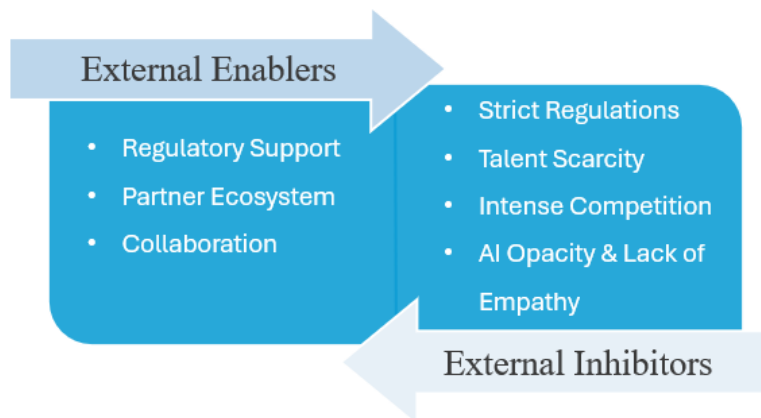 External Enablers
• Regulatory Support
• Partner Ecosystem
• Collaboration
• Strict Regulations
• Talent Scarcity
• Intense Competition
• AI Opacity & Lack of
Empathy
External Inhibitors